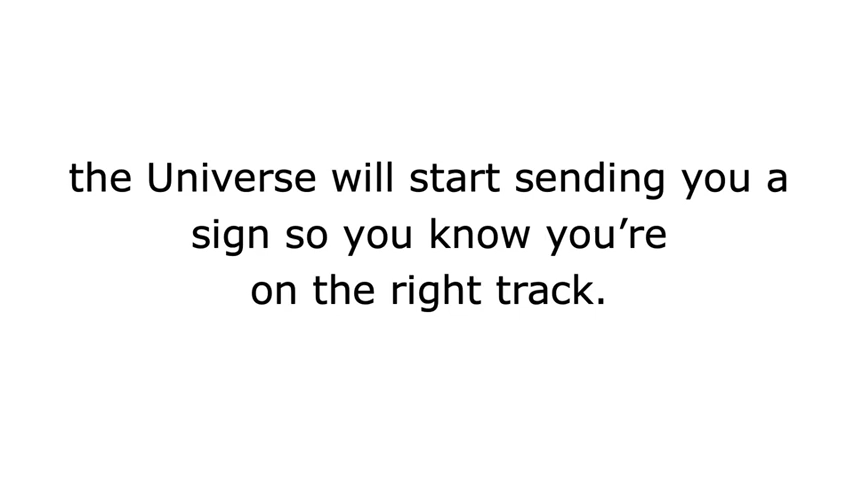 the Universe will start sending you a
sign so you know you’re
on the right track.